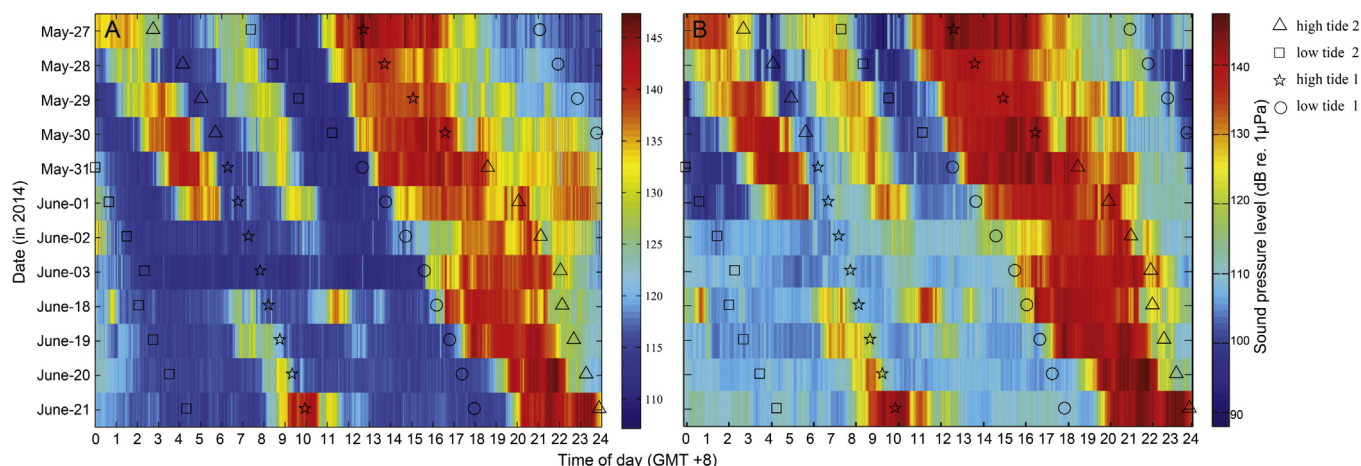 A
B
May-27
May-28
May-29
May-30
May-31
June-01
June-02
June-03
June-18
June-19
June-20
June-21
Date (in 2014)
0 1 2 3 4 5 6 7 8 9 10 11 12 13 14 15 16 17 18 19 20 21 22 23 24
145
140
135
130
125
120
115
110
0 1 2 3 4 5 6 7 8 9 10 11 12 13 14 15 16 17 18 19 20 21 22 23 24
Time of day (GMT +8)
140
130
120
110
100
90
Sound pressure level (dB re. 1μPa)
high tide 2
low tide 2
high tide 1
low tide 1